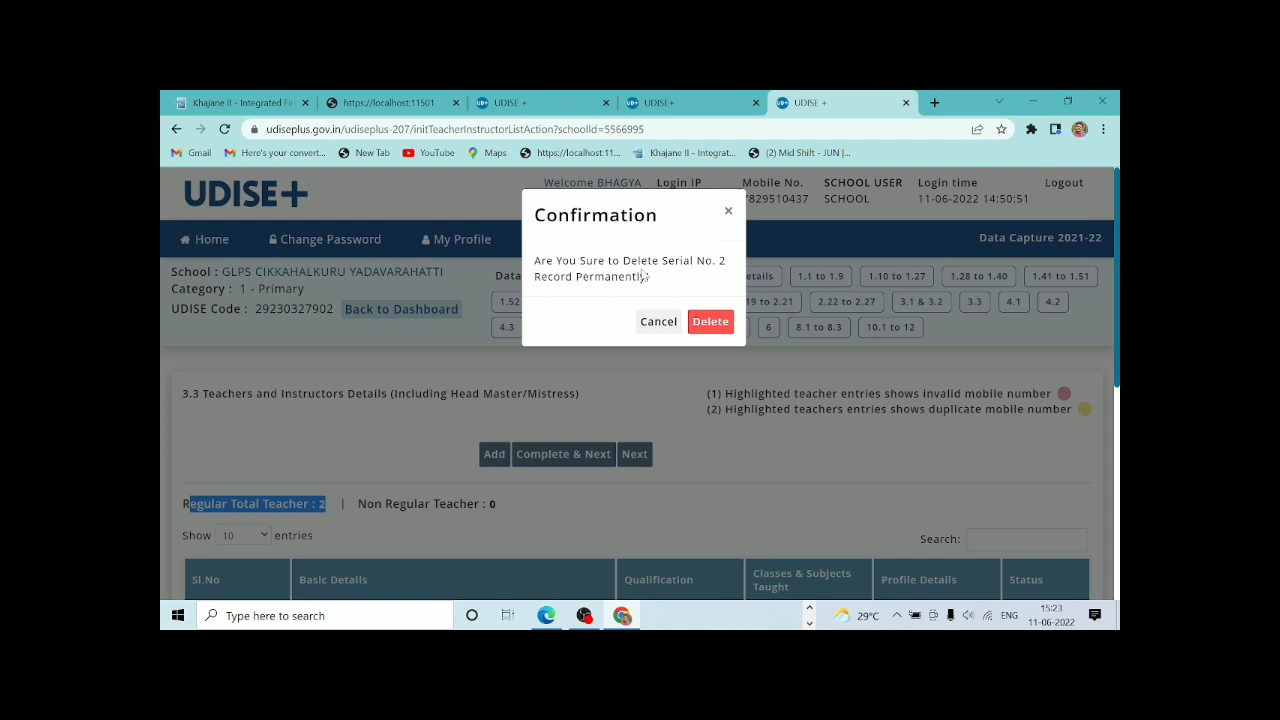 Khajane II - Integrated Fin
https://localhost:11501
UDISE +
UDISE+
UDISE +
udiseplus.gov.in/udiseplus-207/initTeacherInstructorListAction?schoolId=5566995
Gmail
Here's your convert...
New Tab
YouTube
Maps
https://localhost:11...
Khajane II - Integrat...
(2) Mid Shift - JUN |...
UDISE+
Welcome BHAGYA
Login IP
Mobile No.
7829510437
SCHOOL USER
SCHOOL
Login time
11-06-2022 14:50:51
Logout
Home
Change Password
My Profile
Data Capture 2021-22
Confirmation
×
Are You Sure to Delete Serial No. 2
Record Permanently
Cancel
Delete
School : GLPS CIKKAHALKURU YADAVARAHATTI
Category : 1 - Primary
UDISE Code : 29230327902
Back to Dashboard
1.1 to 1.9
1.10 to 1.27
1.28 to 1.40
1.41 to 1.51
1.52
19 to 2.21
2.22 to 2.27
3.1 & 3.2
3.3
4.1
4.2
4.3
6
8.1 to 8.3
10.1 to 12
3.3 Teachers and Instructors Details (Including Head Master/Mistress)
(1) Highlighted teacher entries shows invalid mobile number
(2) Highlighted teachers entries shows duplicate mobile number
Add
Complete & Next
Next
Regular Total Teacher : 2 | Non Regular Teacher : 0
Show 10 entries
Search:
Sl.No
Basic Details
Qualification
Classes & Subjects
Taught
Profile Details
Status
Type here to search
29°C
ENG
15:23
11-06-2022